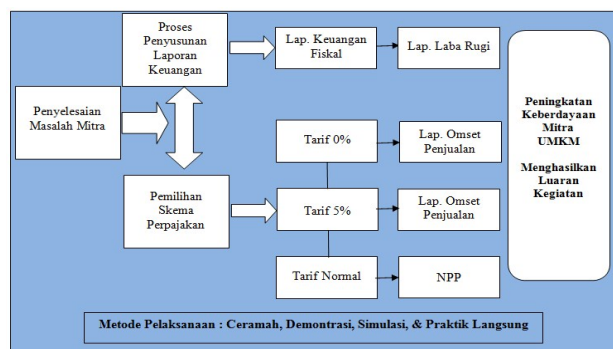 Proses
Penyusunan
Laporan
Keuangan
Lap. Keuangan
Fiskal
Lap. Laba Rugi
Penyelesaian
Masalah Mitra
Peningkatan
Keberdayaan
Mitra
UMKM
Menghasilkan
Luaran
Kegiatan
Tarif 0%
Lap. Omset
Penjualan
Pemilihan
Skema
Perpajakan
Tarif 5%
Lap. Omset
Penjualan
Tarif Normal
NPP
Metode Pelaksanaan : Ceramah, Demontrasi, Simulasi, & Praktik Langsung